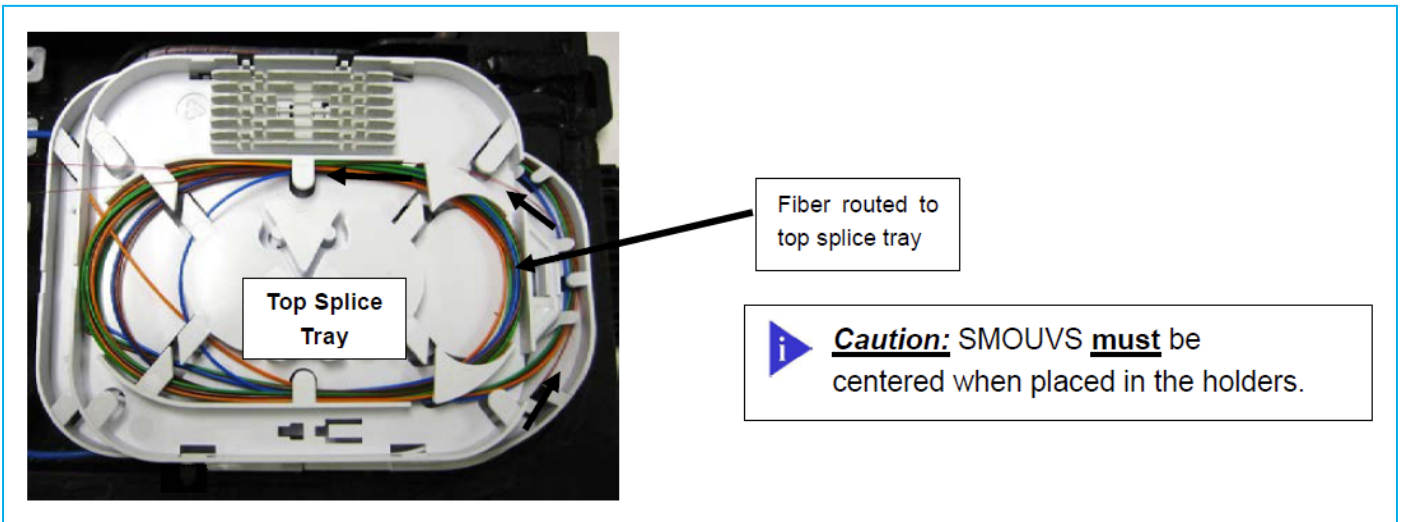 Top Splice
Tray
Fiber routed to
top splice tray
i
Caution: SMOUVS must be
centered when placed in the holders.